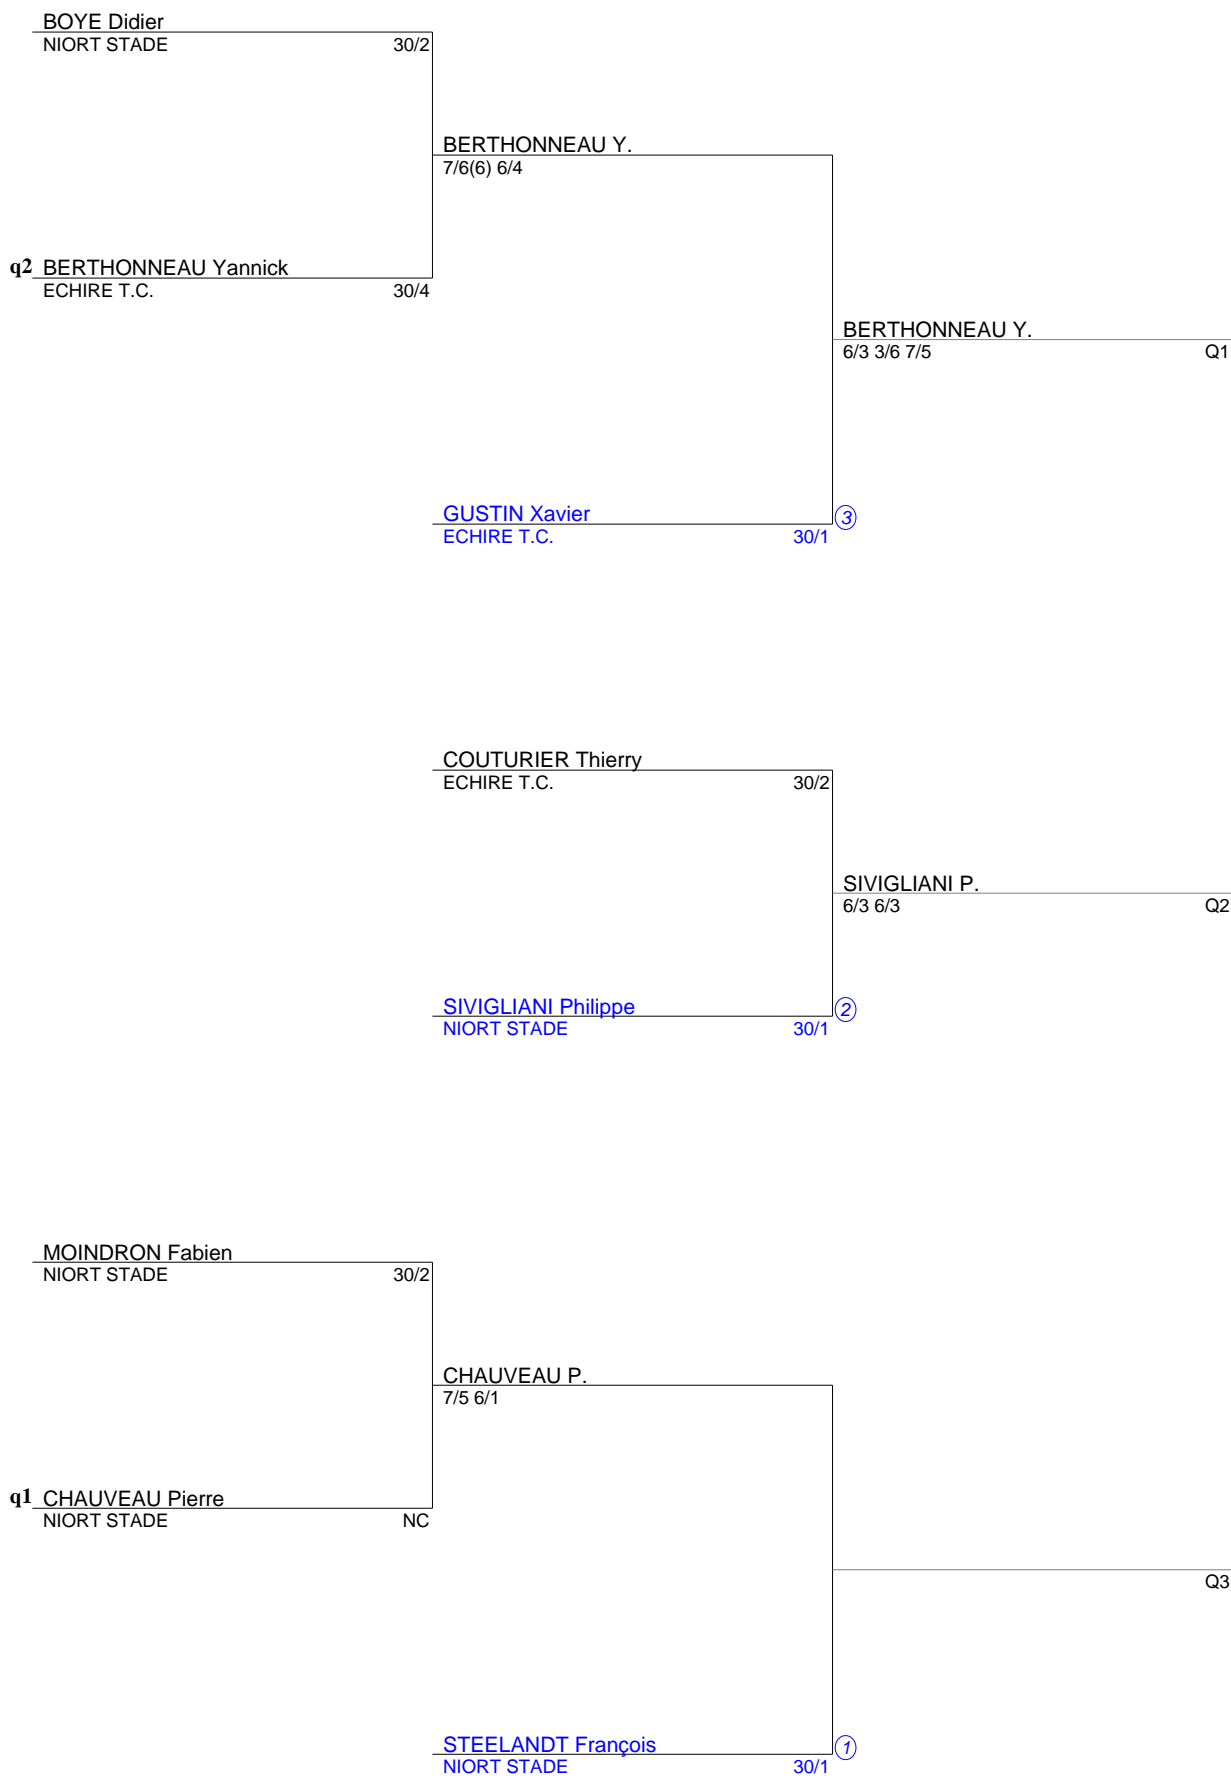 BOYE Didier
NIORT STADE 30/2
BERTHONNEAU Y.
7/6(6) 6/4
q2 BERTHONNEAU Yannick
ECHIRE T.C. 30/4
BERTHONNEAU Y.
6/3 3/6 7/5 Q1
GUSTIN Xavier 3
ECHIRE T.C. 30/1
COUTURIER Thierry
ECHIRE T.C. 30/2
SIVIGLIANI P.
6/3 6/3 Q2
SIVIGLIANI Philippe 2
NIORT STADE 30/1
MOINDRON Fabien
NIORT STADE 30/2
CHAUVEAU P.
7/5 6/1
q1 CHAUVEAU Pierre
NIORT STADE NC
Q3
STEELANDT François 1
NIORT STADE 30/1